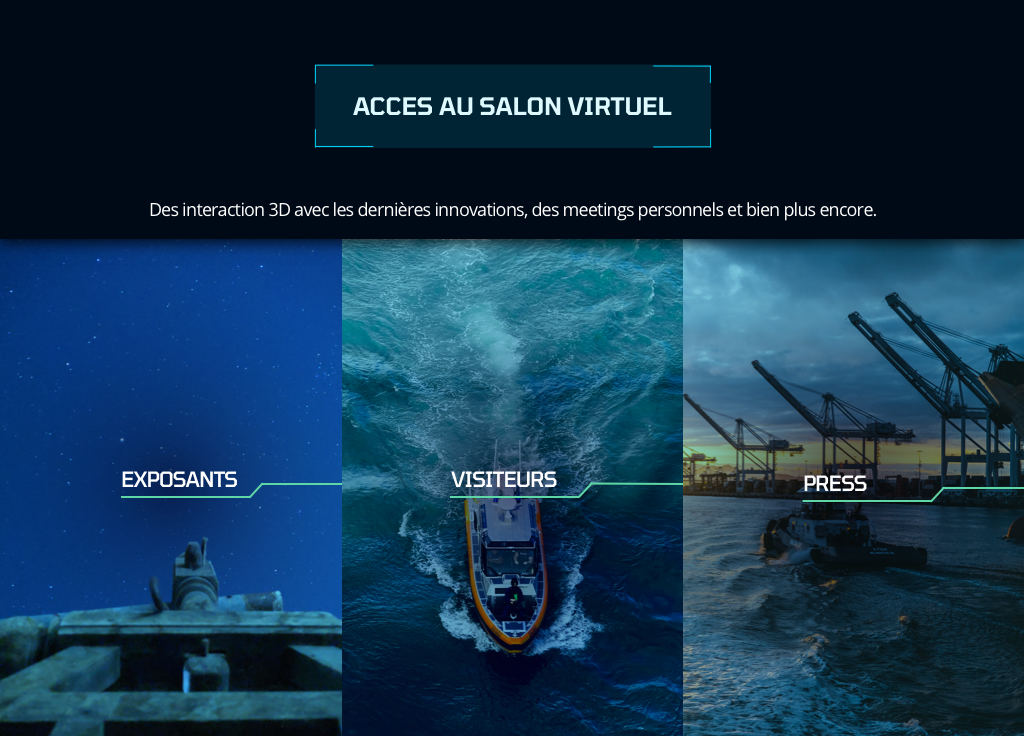 ACCES AU SALON VIRTUEL
Des interaction 3D avec les dernières innovations, des meetings personnels et bien plus encore.
EXPOSANTS
VISITEURS
PRESS